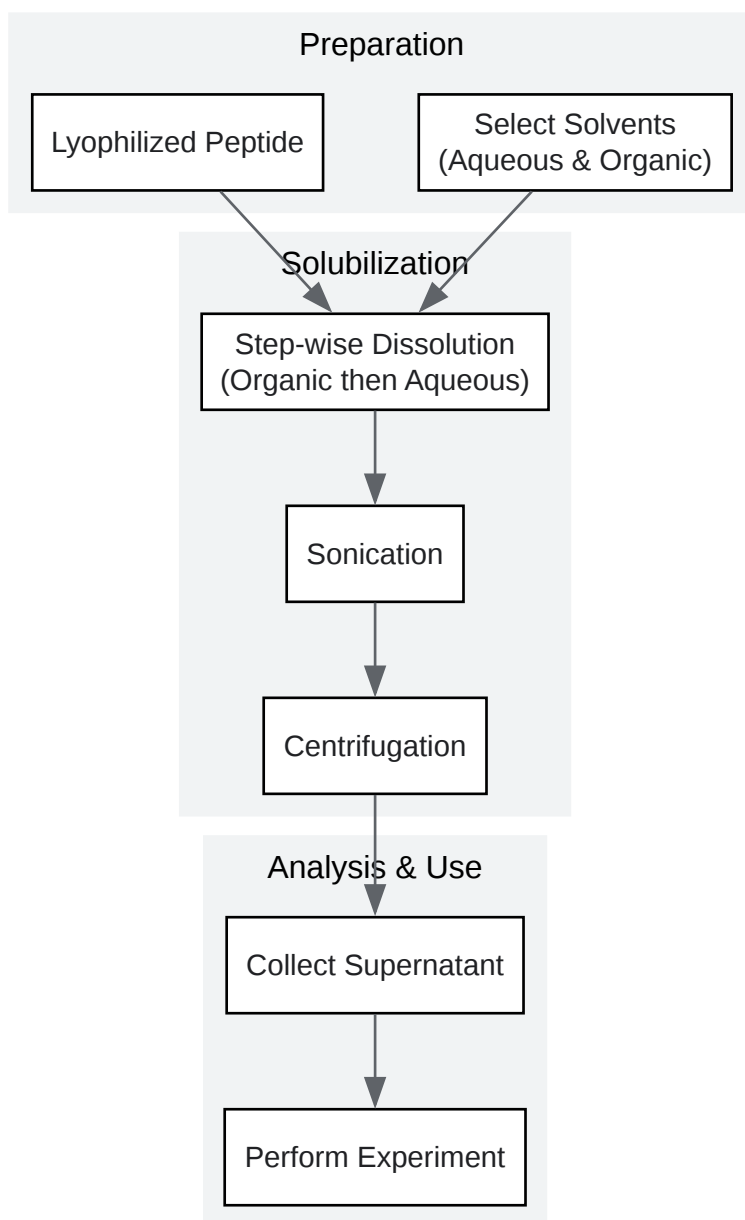 Preparation
Lyophilized Peptide
Select Solvents
(Aqueous & Organic)
Solubilization
Step-wise Dissolution
(Organic then Aqueous)
Sonication
Centrifugation
Analysis & Use
Collect Supernatant
Perform Experiment